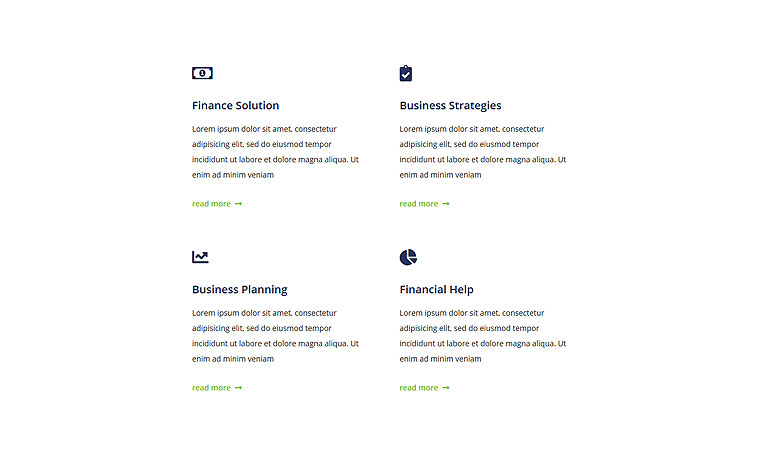 Finance Solution
Lorem ipsum dolor sit amet, consectetur
adipisicing elit, sed do eiusmod tempor
incididunt ut labore et dolore magna aliqua. Ut
enim ad minim veniam
read more →
Business Strategies
Lorem ipsum dolor sit amet, consectetur
adipisicing elit, sed do eiusmod tempor
incididunt ut labore et dolore magna aliqua. Ut
enim ad minim veniam
read more →
Business Planning
Lorem ipsum dolor sit amet, consectetur
adipisicing elit, sed do eiusmod tempor
incididunt ut labore et dolore magna aliqua. Ut
enim ad minim veniam
read more →
Financial Help
Lorem ipsum dolor sit amet, consectetur
adipisicing elit, sed do eiusmod tempor
incididunt ut labore et dolore magna aliqua. Ut
enim ad minim veniam
read more →